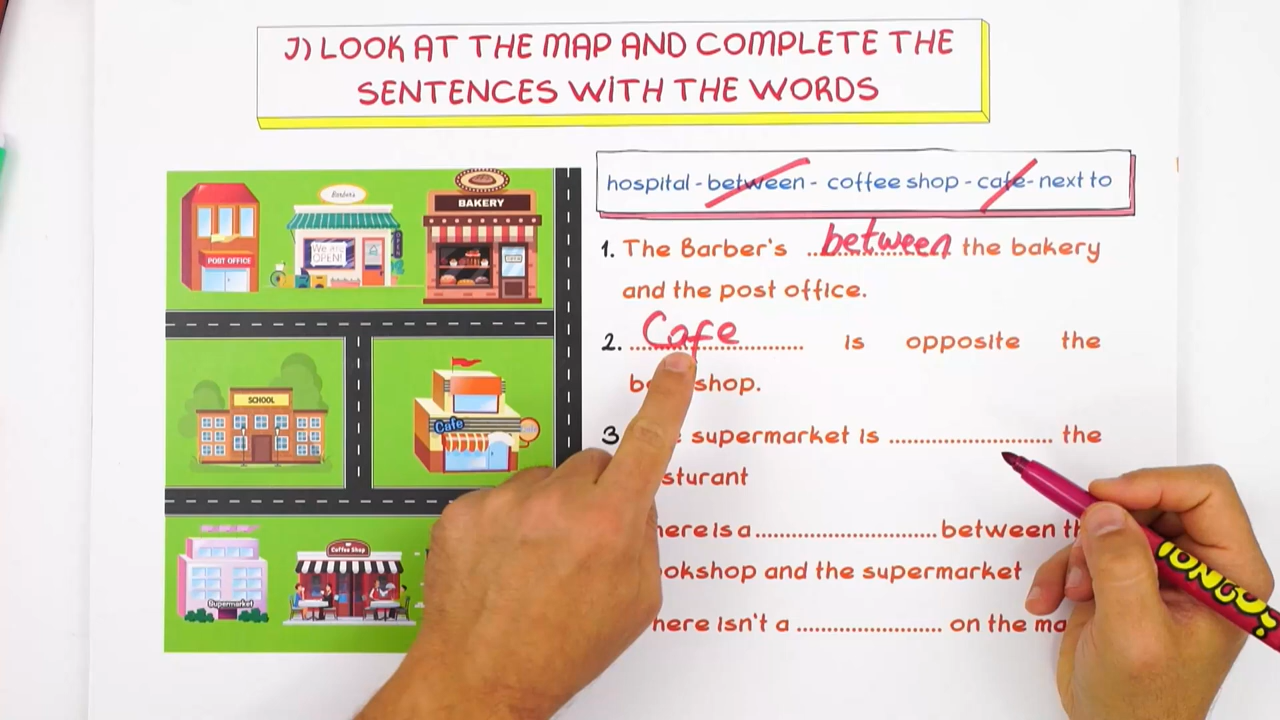 J) LOOK AT THE MAP AND COMPLETE THE
SENTENCES WITH THE WORDS
hospital - between - coffee shop - cafe - next to
1. The Barber's between the bakery
and the post office.
2. Cafe is opposite the
shop.
3 supermarket is ........................ the
sturant
here is a .......................... between th
okshop and the supermarket
here isn't a ..................... on the ma
Barber's
BAKERY
We are
OPEN!
POST OFFICE
SCHOOL
Cafe
Coffee Shop
Supermarket